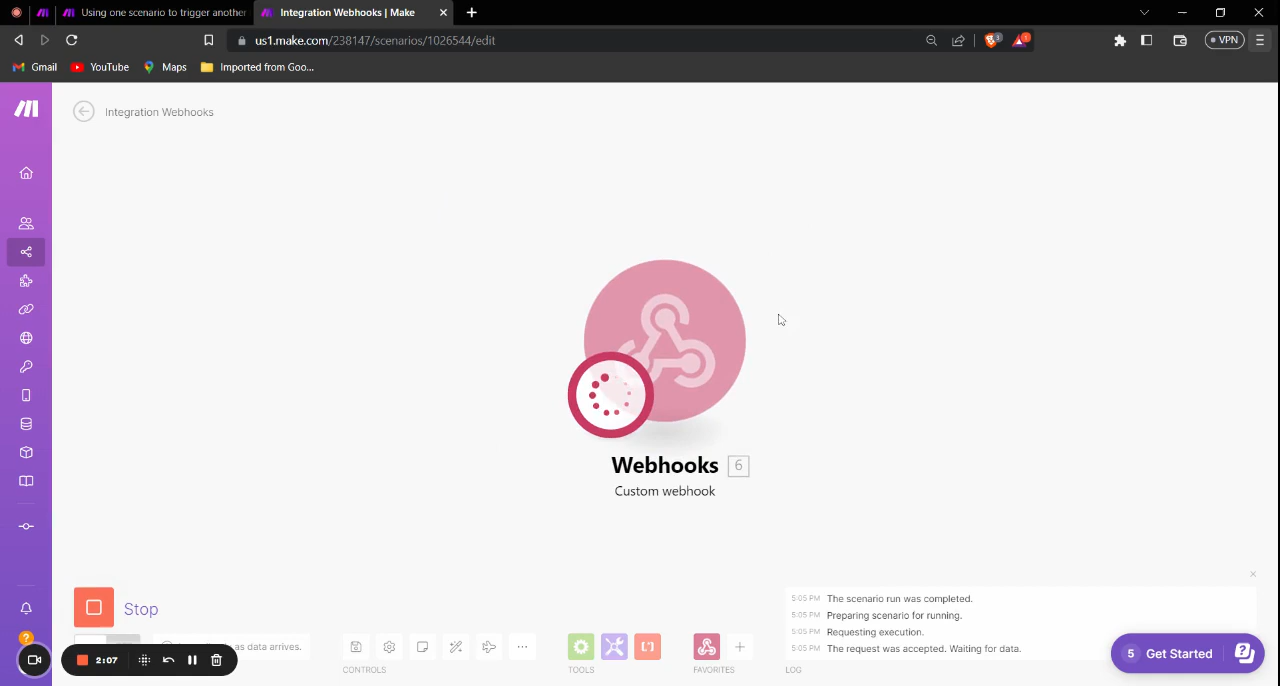 Using one scenario to trigger another
Integration Webhooks | Make
us1.make.com/238147/scenarios/1026544/edit
3
1
VPN
Gmail
YouTube
Maps
Imported from Goo...
Integration Webhooks
Webhooks 6
Custom webhook
Stop
as data arrives.
2:07
CONTROLS
TOOLS
FAVORITES
LOG
5:05 PM The scenario run was completed.
5:05 PM Preparing scenario for running.
5:05 PM Requesting execution.
5:05 PM The request was accepted. Waiting for data.
5 Get Started
?